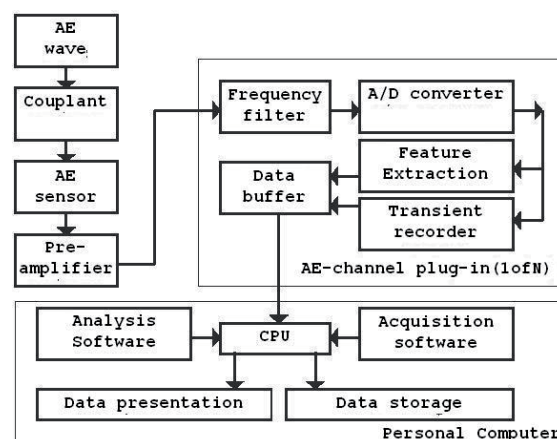 AE
wave
Couplant
AE
sensor
Pre-
amplifier
Frequency
filter
A/D converter
Feature
Extraction
Data
buffer
Transient
recorder
AE-channel plug-in(1ofN)
Analysis
Software
CPU
Acquisition
software
Data presentation
Data storage
Personal Computer